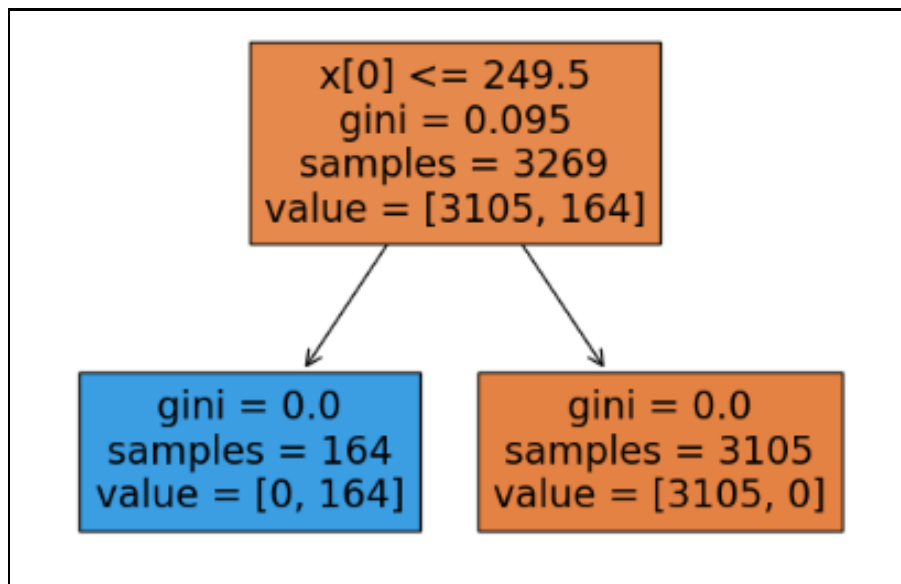 x[0] <= 249.5
gini = 0.095
samples = 3269
value = [3105, 164]
gini = 0.0
samples = 164
value = [0, 164]
gini = 0.0
samples = 3105
value = [3105, 0]